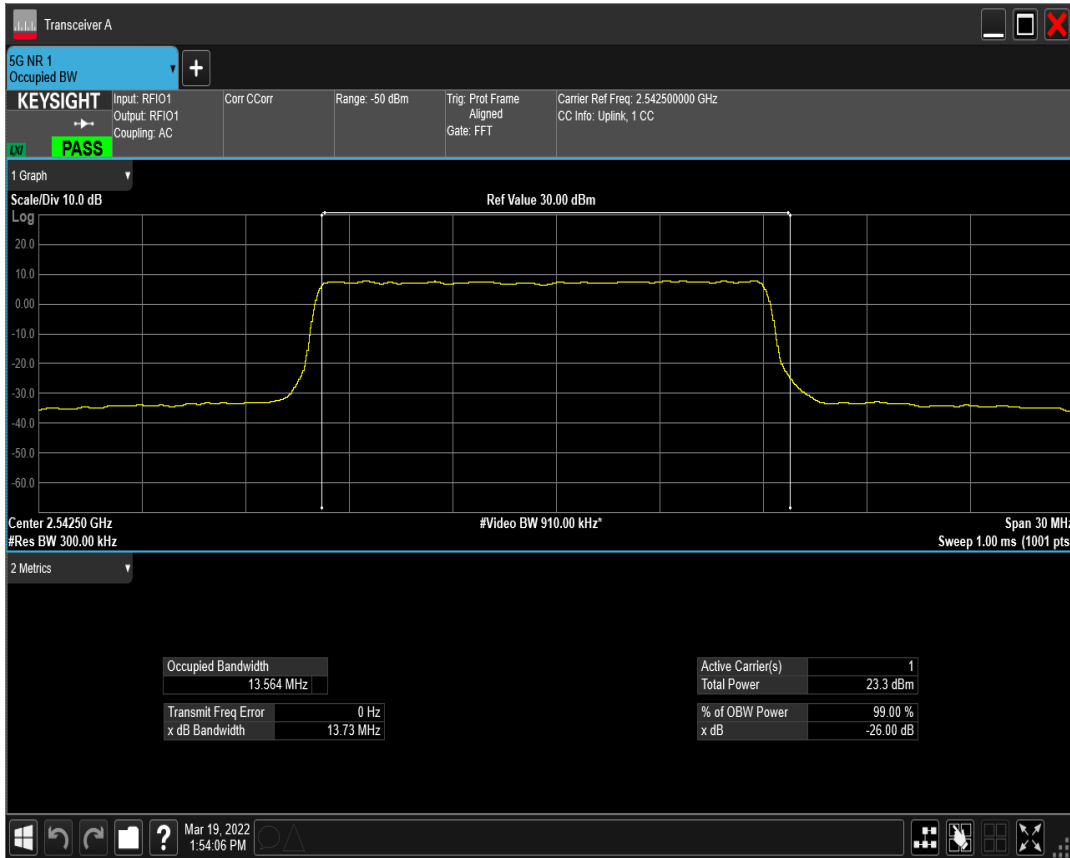 Transceiver A
5G NR 1
Occupied BW
KEYSIGHT
LXI
PASS
Input: RFIO1
Output: RFIO1
Coupling: AC
Corr CCorr
Range: -50 dBm
Trig: Prot Frame
Aligned
Gate: FFT
Carrier Ref Freq: 2.542500000 GHz
CC Info: Uplink, 1 CC
1 Graph
Scale/Div 10.0 dB
Ref Value 30.00 dBm
Log
20.0
10.0
0.00
-10.0
-20.0
-30.0
-40.0
-50.0
-60.0
Center 2.54250 GHz
#Video BW 910.00 kHz*
Span 30 MHz
#Res BW 300.00 kHz
Sweep 1.00 ms (1001 pts
2 Metrics
Occupied Bandwidth
13.564 MHz
Transmit Freq Error 0 Hz
x dB Bandwidth 13.73 MHz
Active Carrier(s) 1
Total Power 23.3 dBm
% of OBW Power 99.00 %
x dB -26.00 dB
?
Mar 19, 2022
1:54:06 PM